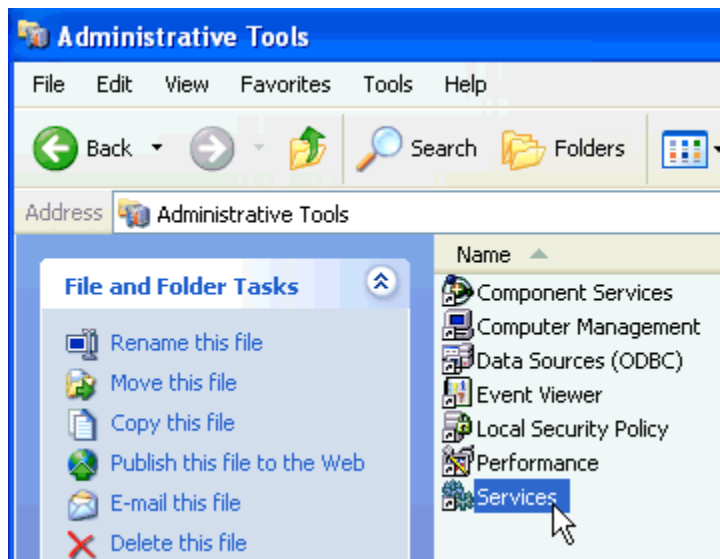 Administrative Tools
File Edit View Favorites Tools Help
Back Search Folders
Address Administrative Tools
File and Folder Tasks
Rename this file
Move this file
Copy this file
Publish this file to the Web
E-mail this file
Delete this file
Name
Component Services
Computer Management
Data Sources (ODBC)
Event Viewer
Local Security Policy
Performance
Services